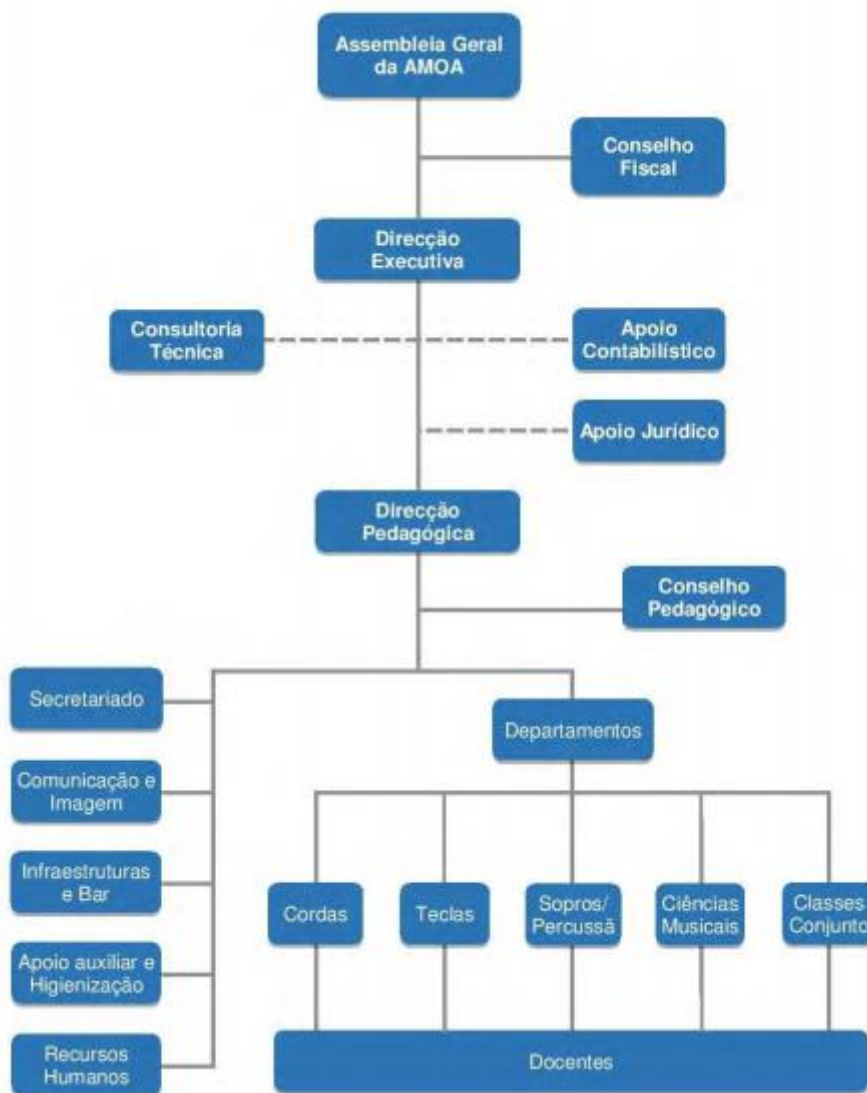 Assembleia Geral
da AMOA
Conselho
Fiscal
Direcção
Executiva
Consultoria
Técnica
Apoio
Contabilístico
Apoio Jurídico
Direcção
Pedagógica
Conselho
Pedagógico
Secretariado
Departamentos
Comunicação e
Imagem
Infraestruturas
e Bar
Cordas
Teclas
Sopros/
Percussã
Ciências
Musicais
Classes
Conjunto
Apoio auxiliar e
Higienização
Recursos
Humanos
Docentes